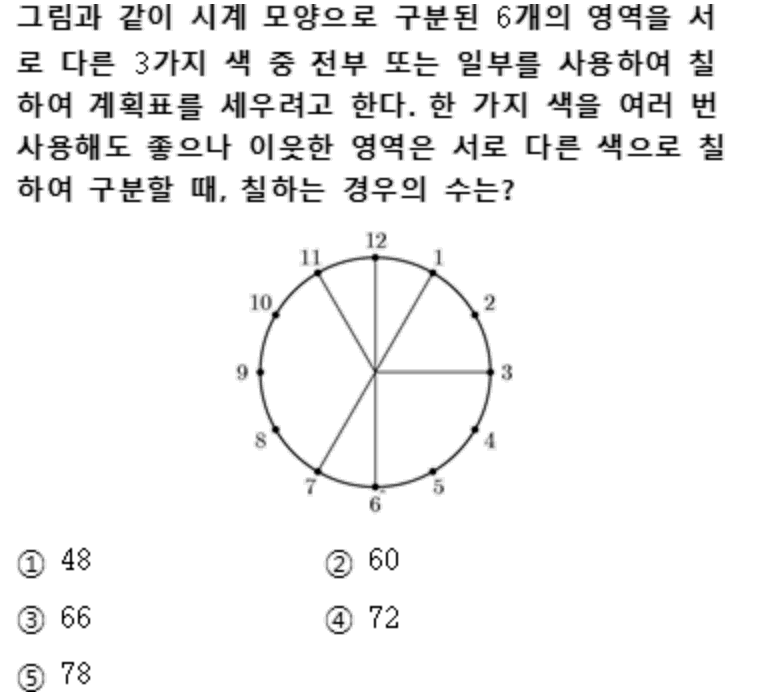 그림과 같이 시계 모양으로 구분된 6개의 영역을 서
로 다른 3가지 색 중 전부 또는 일부를 사용하여 칠
하여 계획표를 세우려고 한다. 한 가지 색을 여러 번
사용해도 좋으나 이웃한 영역은 서로 다른 색으로 칠
하여 구분할 때, 칠하는 경우의 수는?
12
11 1
10 2
9 3
8 4
7 5
6
① 48 ② 60
③ 66 ④ 72
⑤ 78